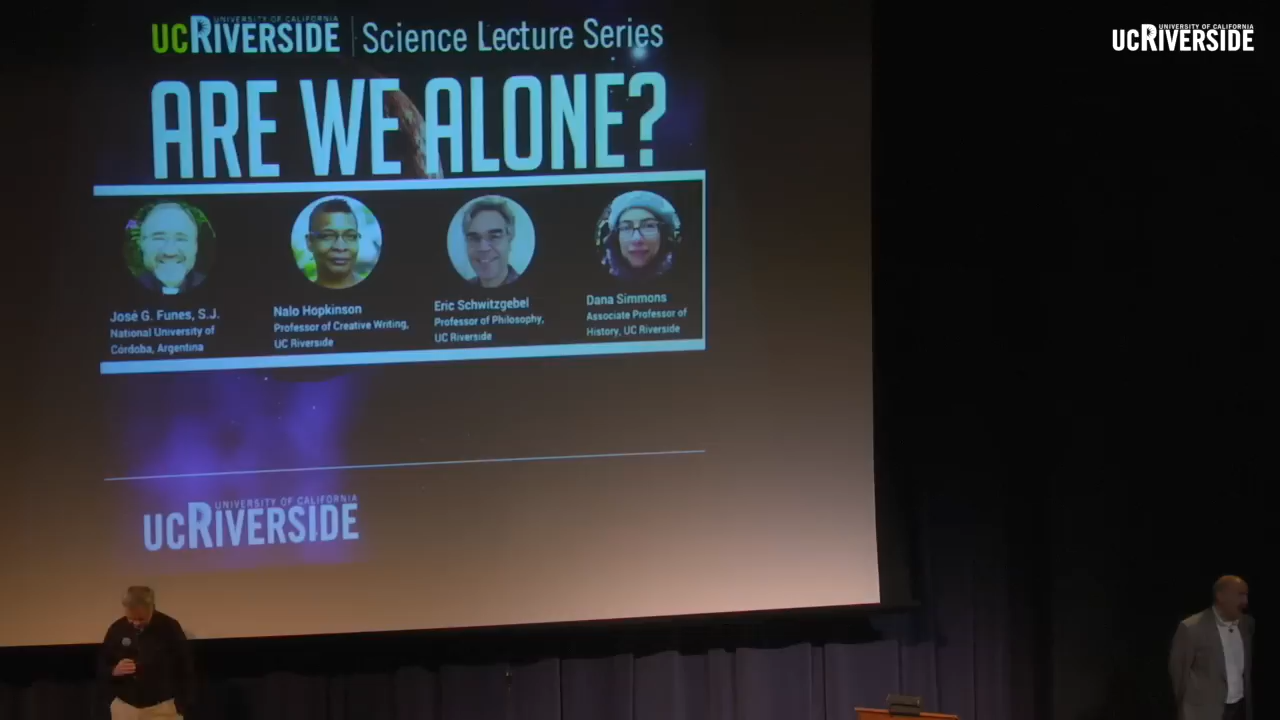 UNIVERSITY OF CALIFORNIA
UCRIVERSIDE
Science Lecture Series
ARE WE ALONE?
José G. Funes, S.J.
National University of
Córdoba, Argentina
Nalo Hopkinson
Professor of Creative Writing,
UC Riverside
Eric Schwitzgebel
Professor of Philosophy,
UC Riverside
Dana Simmons
Associate Professor of
History, UC Riverside
UNIVERSITY OF CALIFORNIA
UCRIVERSIDE
UNIVERSITY OF CALIFORNIA
UCRIVERSIDE